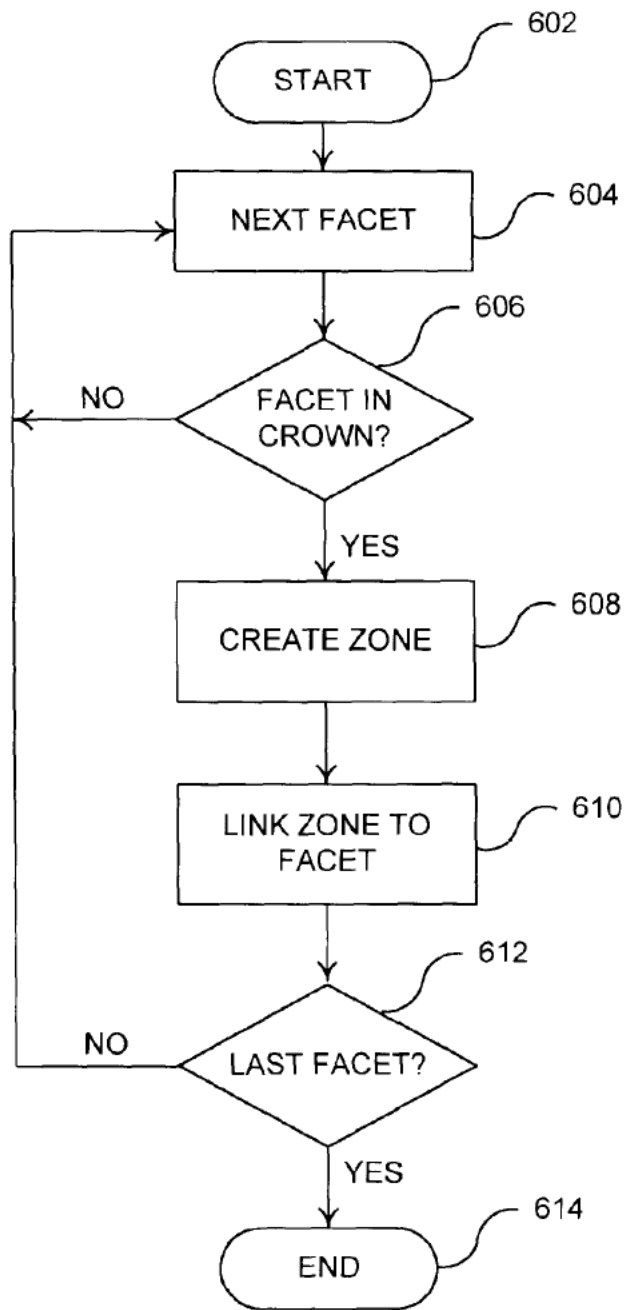 602
START
604
NEXT FACET
606
NO
FACET IN
CROWN?
YES
608
CREATE ZONE
610
LINK ZONE TO
FACET
612
NO
LAST FACET?
YES
614
END